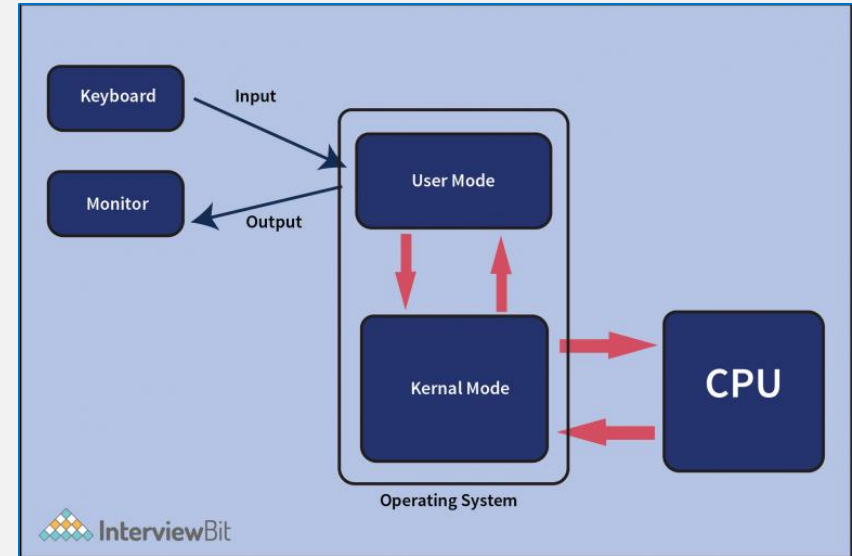 Keyboard
Input
User Mode
Monitor
Output
Kernal Mode
CPU
Operating System
InterviewBit